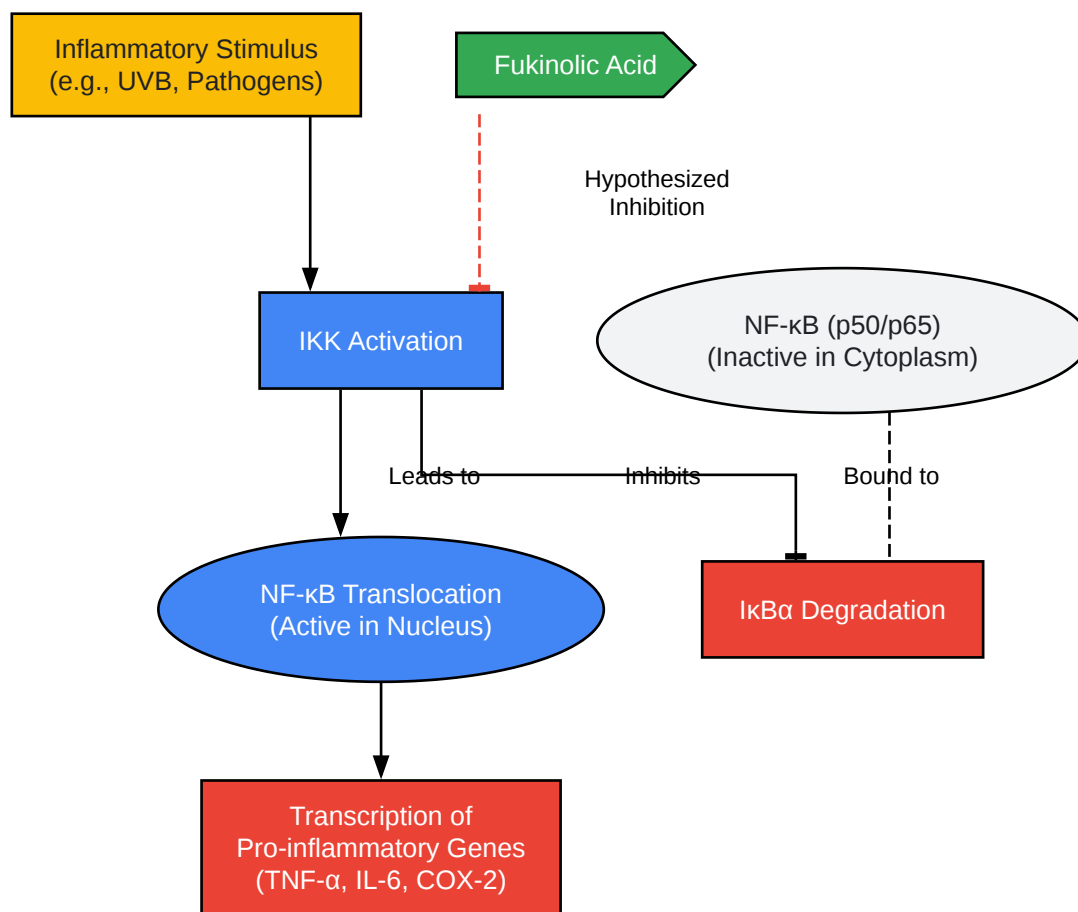 Inflammatory Stimulus
(e.g., UVB, Pathogens)
Fukinolic Acid
Hypothesized
Inhibition
IKK Activation
NF-κB (p50/p65)
(Inactive in Cytoplasm)
Leads to
Inhibits
Bound to
NF-κB Translocation
(Active in Nucleus)
IκBα Degradation
Transcription of
Pro-inflammatory Genes
(TNF-α, IL-6, COX-2)